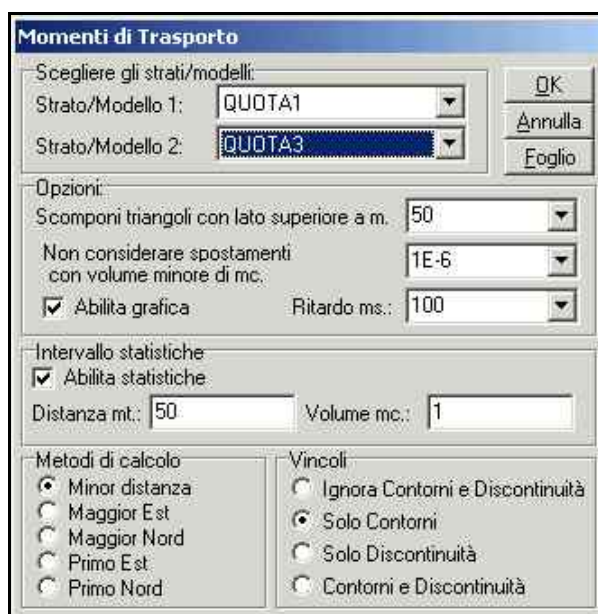 Momenti di Trasporto
Scegliere gli strati/modelli:
Strato/Modello 1: QUOTA1
Strato/Modello 2: QUOTA3
OK
Annulla
Foglio
Opzioni:
Scomponi triangoli con lato superiore a m. 50
Non considerare spostamenti
con volume minore di mc. 1E-6
Abilita grafica Ritardo ms.: 100
Intervallo statistiche
Abilita statistiche
Distanza mt.: 50 Volume mc.: 1
Metodi di calcolo
Minor distanza
Maggior Est
Maggior Nord
Primo Est
Primo Nord
Vincoli
Ignora Contorni e Discontinuità
Solo Contorni
Solo Discontinuità
Contorni e Discontinuità